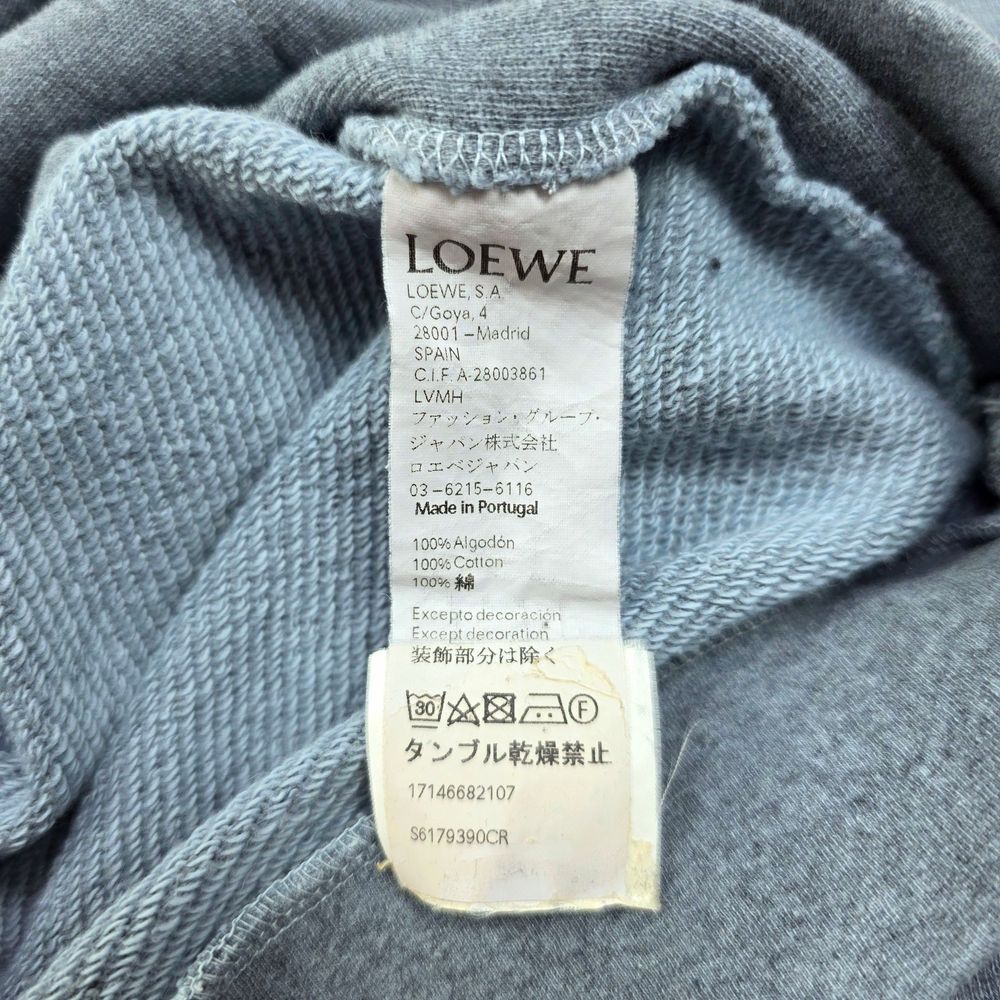 LOEWE
LOEWE, S.A.
C/Goya, 4
28001 – Madrid
SPAIN
C.I.F. A-28003861
LVMH
ファッション・グループ・
ジャパン株式会社
ロエベジャパン
03-6215-6116
Made in Portugal
100% Algodón
100% Cotton
100% 綿
Excepto decoración
Except decoration
装飾部分は除く
30 F
タンブル乾燥禁止
17146682107
S6179390CR